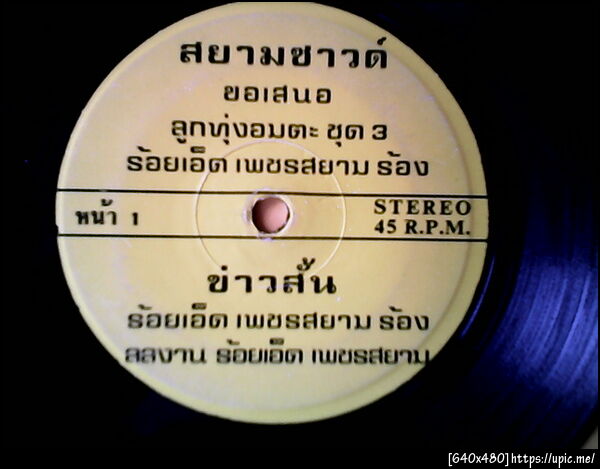 สยามซาวด์
ขอเสนอ
ลูกทุ่งอมตะ ชุด 3
ร้อยเอ็ด เพชรสยาม ร้อง
หน้า 1
STEREO
45 R.P.M.
ข่าวสั้น
ร้อยเอ็ด เพชรสยาม ร้อง
ลลงาน ร้อยเอ็ด เพชรสยาม
[640x480]https://upic.me/